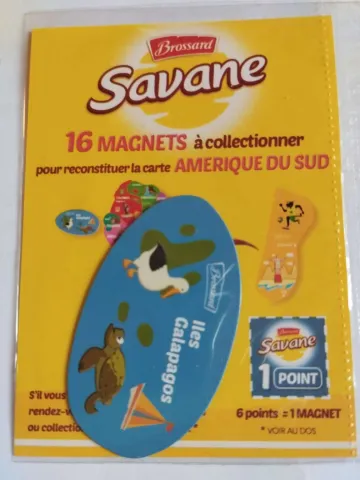 Brossard
Savane
16 MAGNETS à collectionner
pour reconstituer la carte AMERIQUE DU SUD
Brossard
Iles
Galapagos
Brossard
Savane
1 POINT
S'il vous
rendez-v
ou collectio
6 points = 1 MAGNET
* VOIR AU DOS